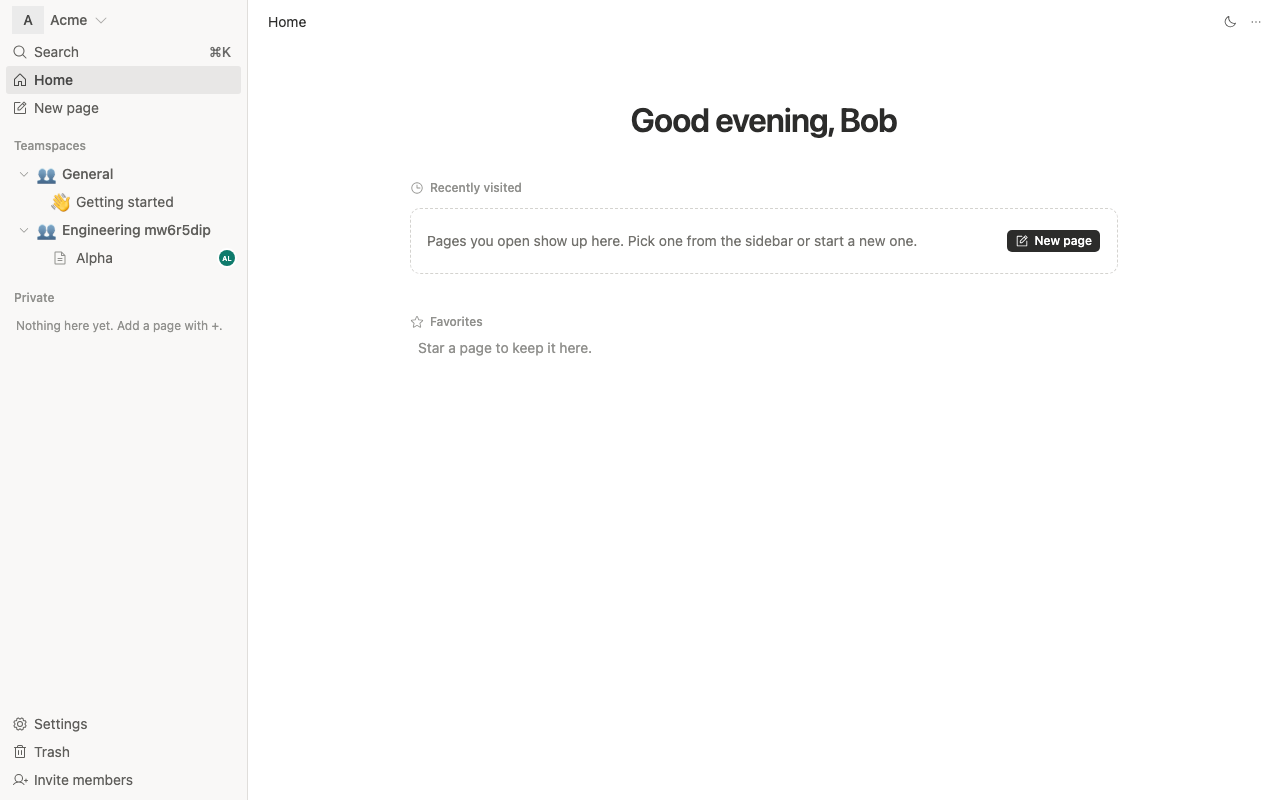 A Acme
Search ⌘K
Home
New page
Teamspaces
General
Getting started
Engineering mw6r5dip
Alpha AL
Private
Nothing here yet. Add a page with +.
Settings
Trash
Invite members
Home
Good evening, Bob
Recently visited
Pages you open show up here. Pick one from the sidebar or start a new one. New page
Favorites
Star a page to keep it here.